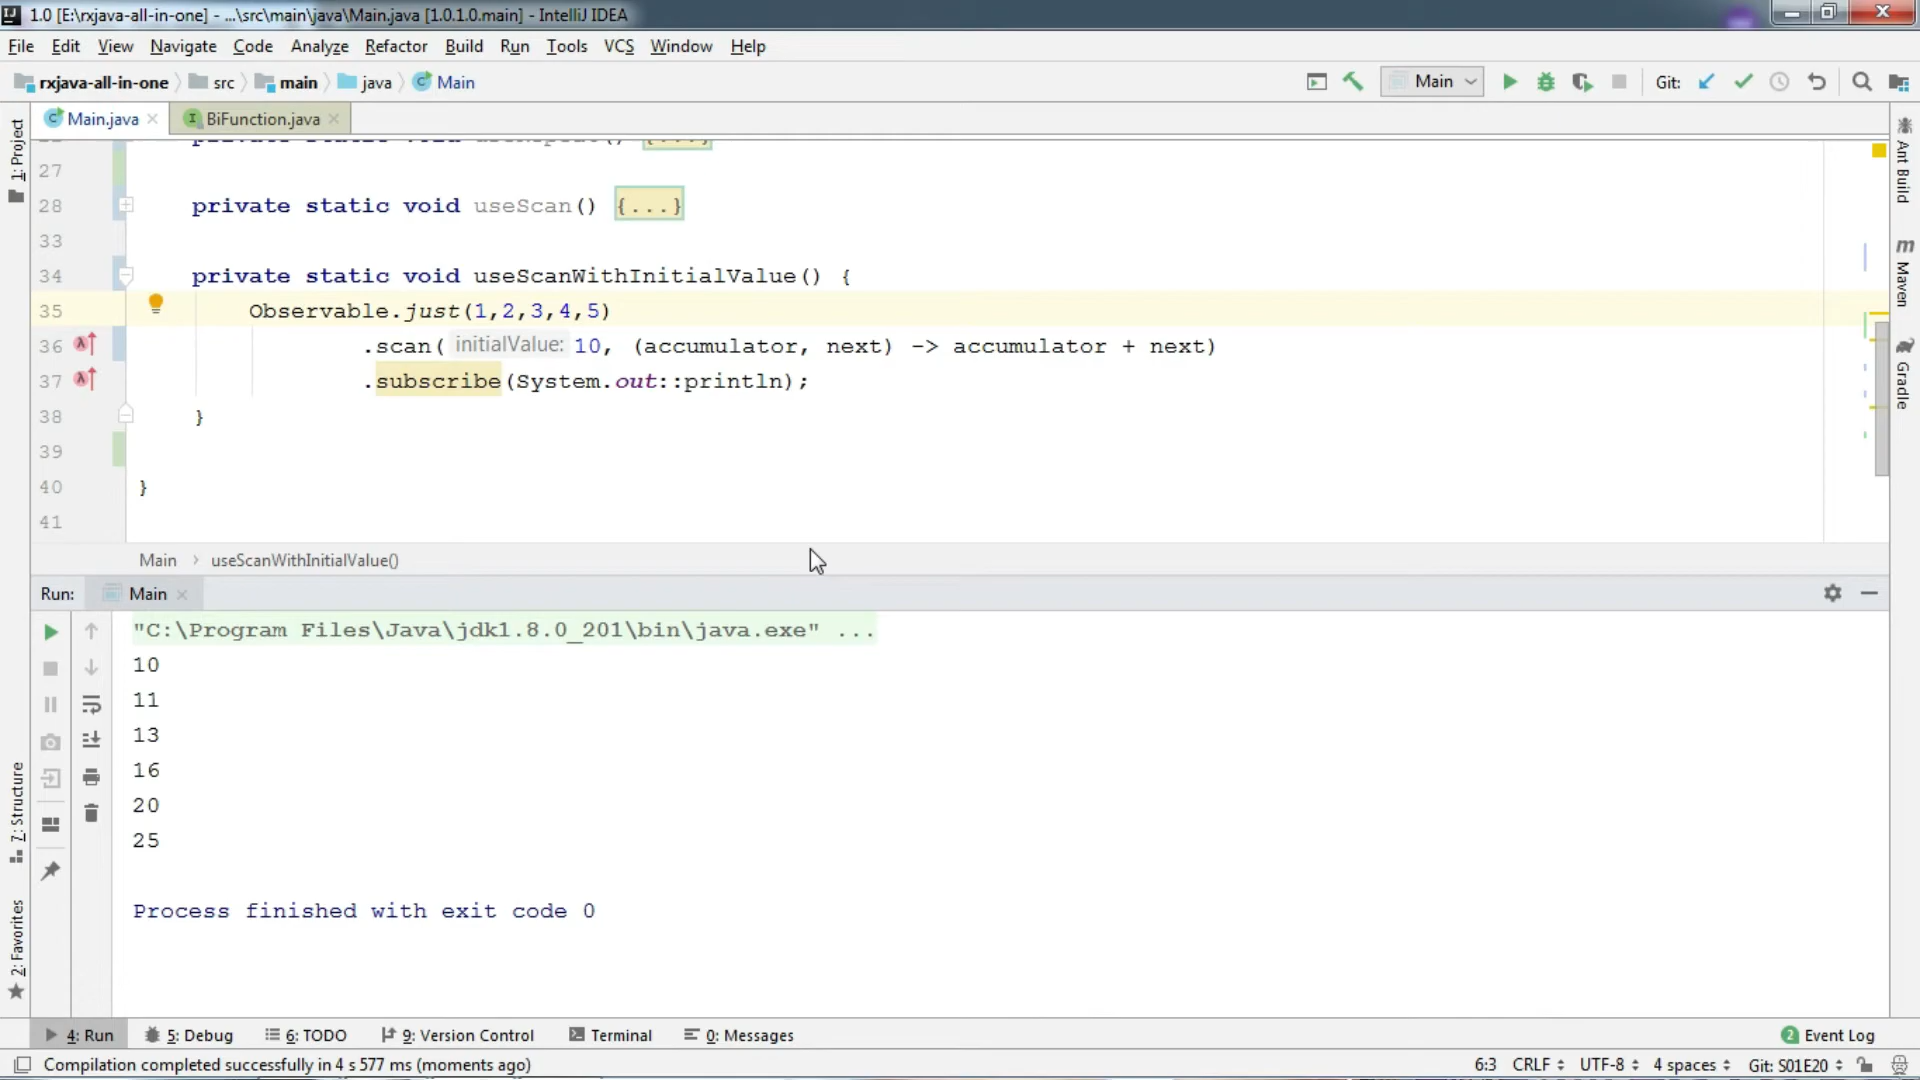 1.0 [E:\rxjava-all-in-one] - ...\src\main\java\Main.java [1.0.1.0.main] - IntelliJ IDEA
File Edit View Navigate Code Analyze Refactor Build Run Tools VCS Window Help
rxjava-all-in-one src main java Main
Main Git:
Main.java BiFunction.java
27
28 private static void useScan() {...}
33
34 private static void useScanWithInitialValue() {
35 Observable.just(1,2,3,4,5)
36 .scan( initialValue: 10, (accumulator, next) -> accumulator + next)
37 .subscribe(System.out::println);
38 }
39
40 }
41
Main › useScanWithInitialValue()
Run: Main
"C:\Program Files\Java\jdk1.8.0_201\bin\java.exe" ...
10
11
13
16
20
25
Process finished with exit code 0
1: Project
7: Structure
2: Favorites
Ant Build
Maven
Gradle
4: Run 5: Debug 6: TODO 9: Version Control Terminal 0: Messages 2 Event Log
Compilation completed successfully in 4 s 577 ms (moments ago) 6:3 CRLF UTF-8 4 spaces Git: S01E20